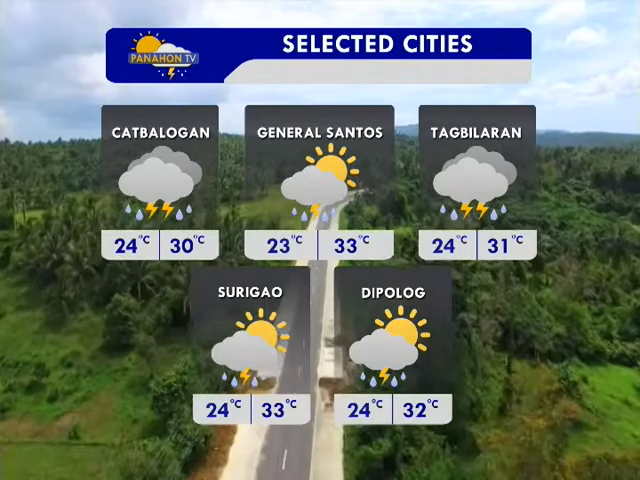 PANAHON TV
SELECTED CITIES
CATBALOGAN
24°C 30°C
GENERAL SANTOS
23°C 33°C
TAGBILARAN
24°C 31°C
SURIGAO
24°C 33°C
DIPOLOG
24°C 32°C